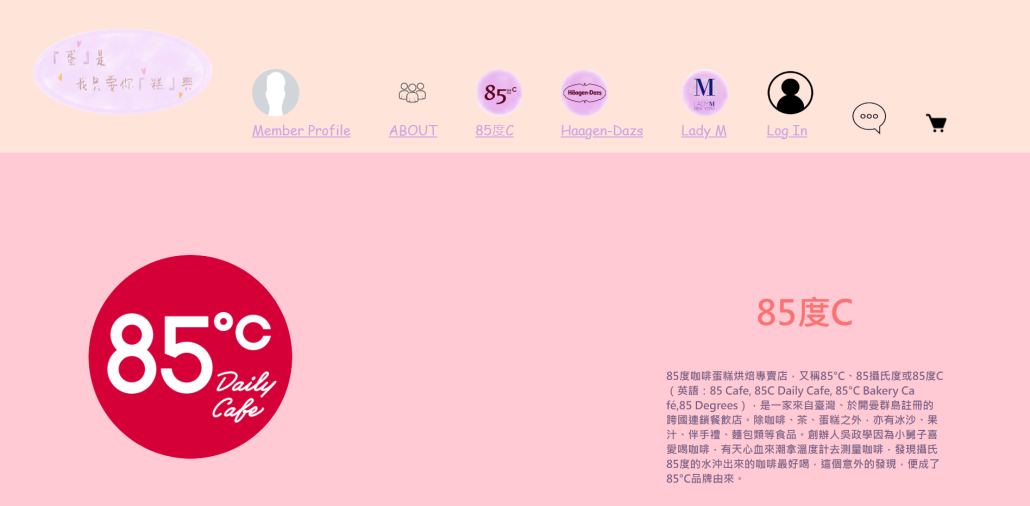 『蛋』是
我只要你『糕』興
85°C
Häagen-Dazs
M
LADY M
NEW YORK
Member Profile
ABOUT
85度C
Haagen-Dazs
Lady M
Log In
85°C
Daily
Cafe
85度C
85度咖啡蛋糕烘焙專賣店，又稱85°C、85攝氏度或85度C
（英語：85 Cafe, 85C Daily Cafe, 85°C Bakery Ca
fé,85 Degrees），是一家來自臺灣、於開曼群島註冊的
跨國連鎖餐飲店。除咖啡、茶、蛋糕之外，亦有冰沙、果
汁、伴手禮、麵包類等食品。創辦人吳政學因為小舅子喜
愛喝咖啡，有天心血來潮拿溫度計去測量咖啡，發現攝氏
85度的水沖出來的咖啡最好喝，這個意外的發現，便成了
85°C品牌由來。